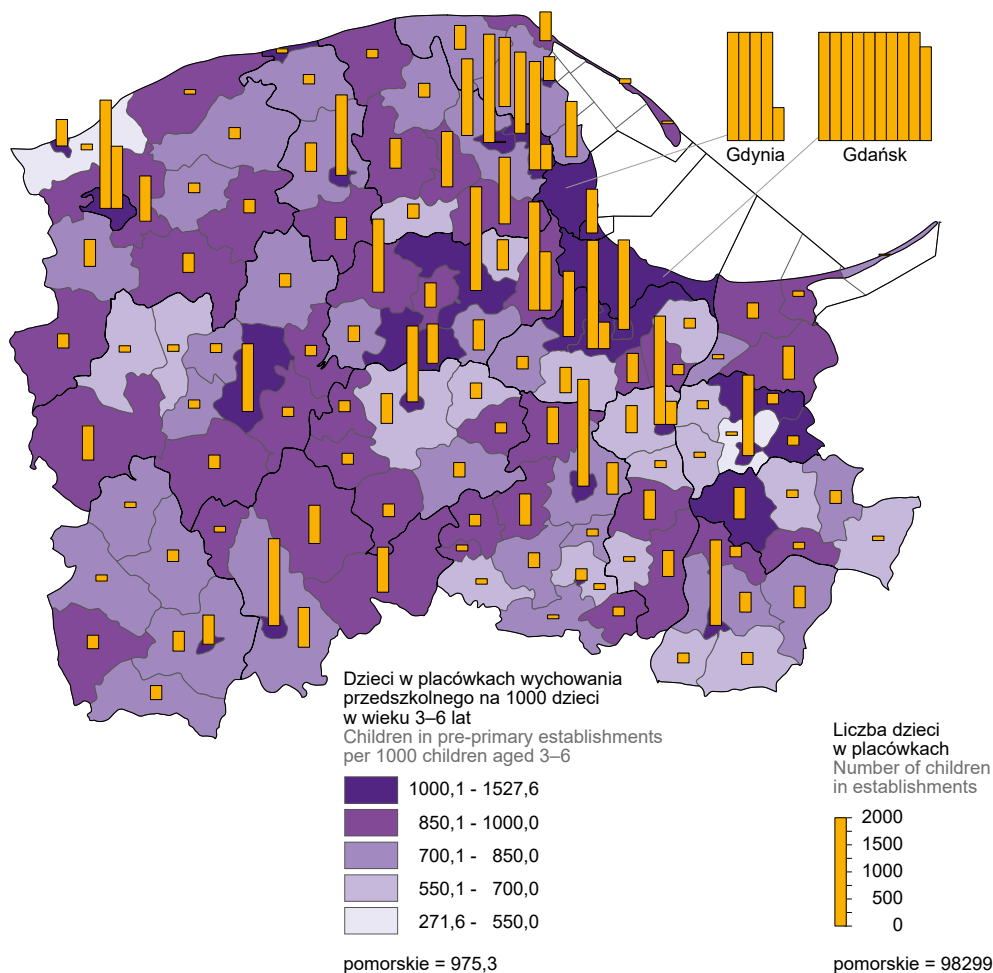 Gdynia
Gdańsk
Dzieci w placówkach wychowania
przedszkolnego na 1000 dzieci
w wieku 3–6 lat
Children in pre-primary establishments
per 1000 children aged 3–6
1000,1 - 1527,6
850,1 - 1000,0
700,1 - 850,0
550,1 - 700,0
271,6 - 550,0
pomorskie = 975,3
Liczba dzieci
w placówkach
Number of children
in establishments
2000
1500
1000
500
0
pomorskie = 98299